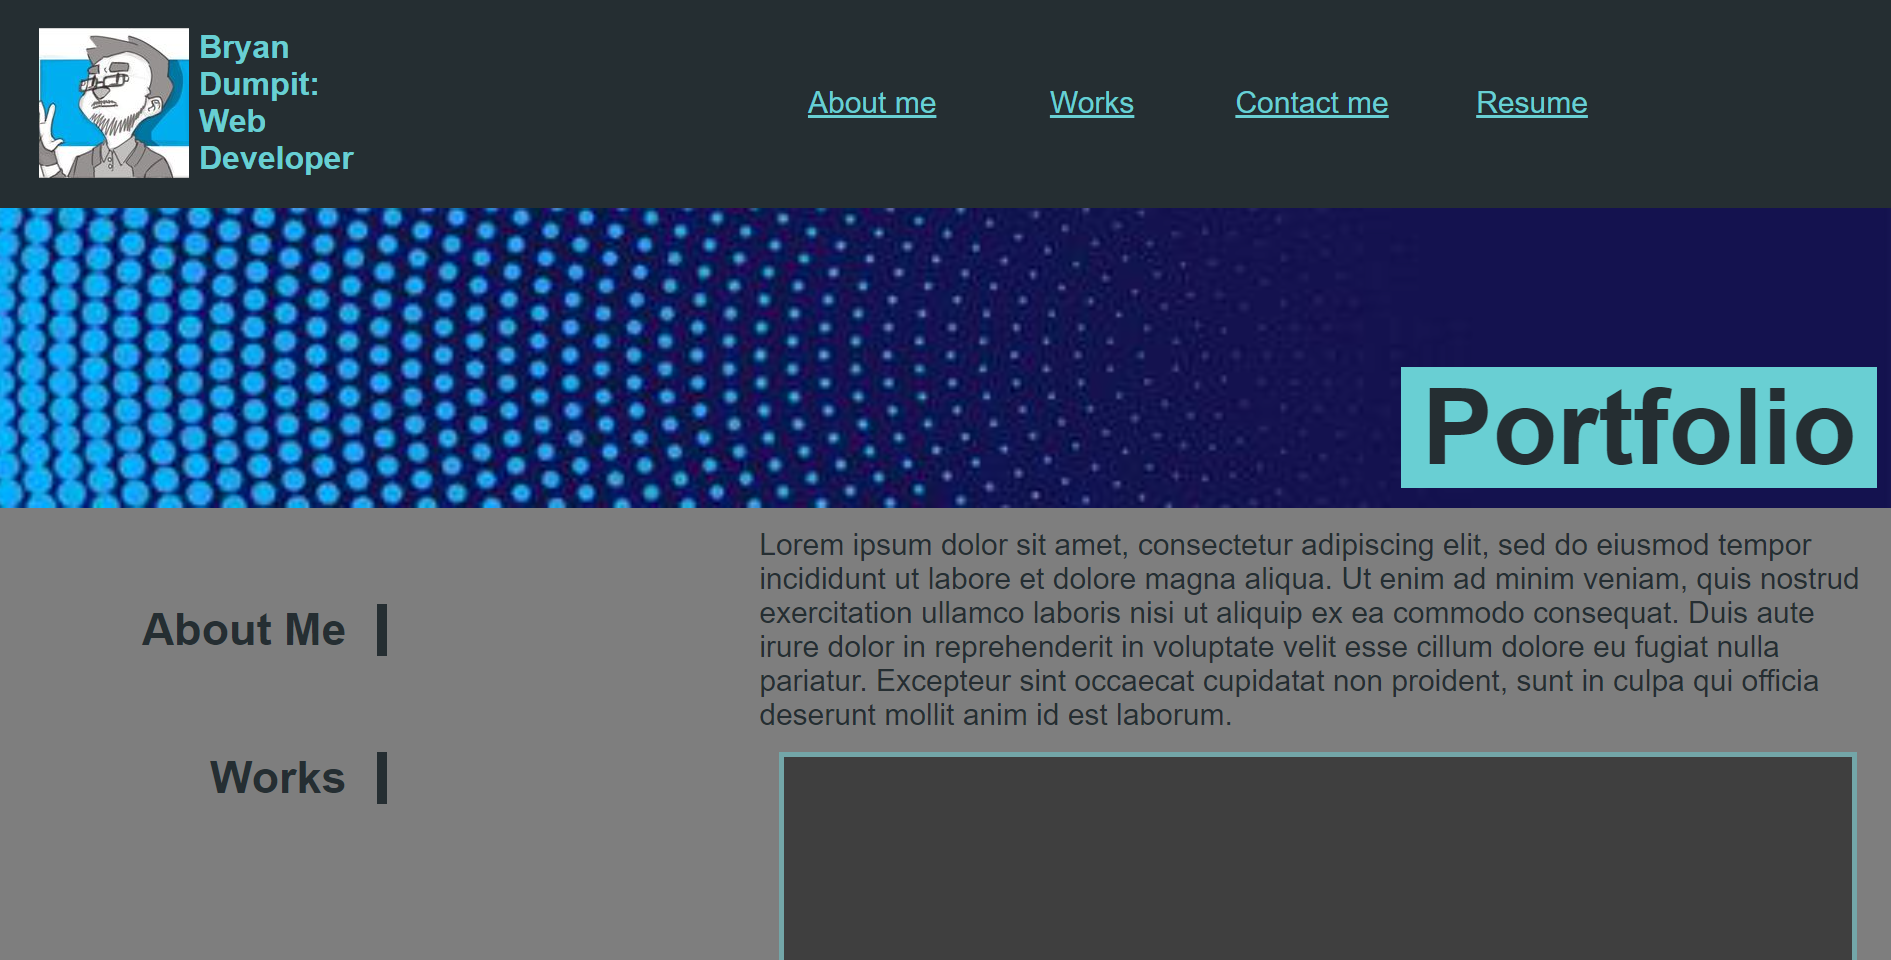 Bryan
Dumpit:
Web
Developer
About me
Works
Contact me
Resume
Portfolio
About Me
Lorem ipsum dolor sit amet, consectetur adipiscing elit, sed do eiusmod tempor
incididunt ut labore et dolore magna aliqua. Ut enim ad minim veniam, quis nostrud
exercitation ullamco laboris nisi ut aliquip ex ea commodo consequat. Duis aute
irure dolor in reprehenderit in voluptate velit esse cillum dolore eu fugiat nulla
pariatur. Excepteur sint occaecat cupidatat non proident, sunt in culpa qui officia
deserunt mollit anim id est laborum.
Works